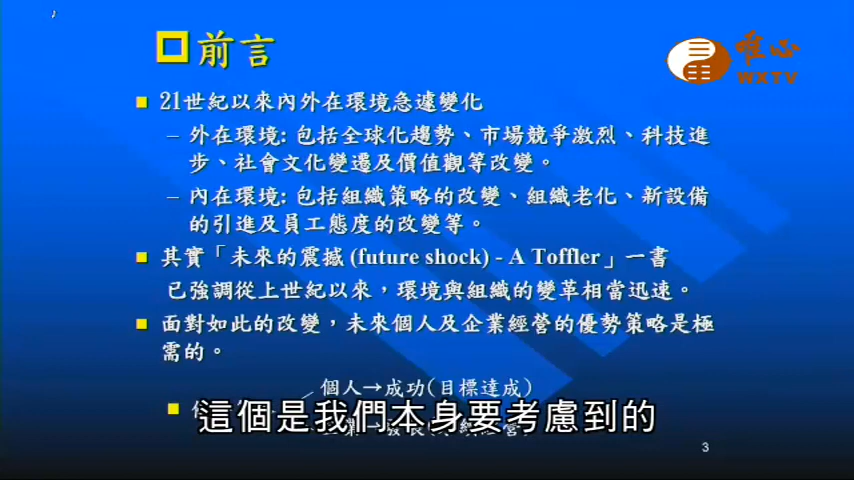 前言
唯心
WXTV
21世紀以來內外在環境急遽變化
– 外在環境: 包括全球化趨勢、市場競爭激烈、科技進
步、社會文化變遷及價值觀等改變。
– 內在環境: 包括組織策略的改變、組織老化、新設備
的引進及員工態度的改變等。
其實「未來的震撼 (future shock) - A Toffler」一書
已強調從上世紀以來，環境與組織的變革相當迅速。
面對如此的改變，未來個人及企業經營的優勢策略是極
需的。
個人→成功(目標達成)
這個是我們本身要考慮到的
3